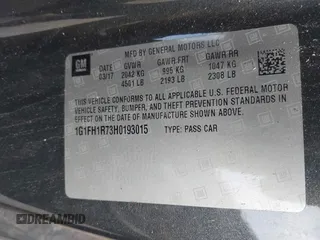 GM
MFD BY GENERAL MOTORS LLC
DATE GVWR GAWR FRT GAWR RR
03/17 2042 KG 995 KG 1047 KG
4501 LB 2193 LB 2308 LB
THIS VEHICLE CONFORMS TO ALL APPLICABLE U.S. FEDERAL MOTOR
VEHICLE SAFETY, BUMPER, AND THEFT PREVENTION STANDARDS
IN EFFECT ON THE DATE OF MANUFACTURE SHOWN ABOVE.
1G1FH1R73H0193015 TYPE: PASS CAR
DREAMBID